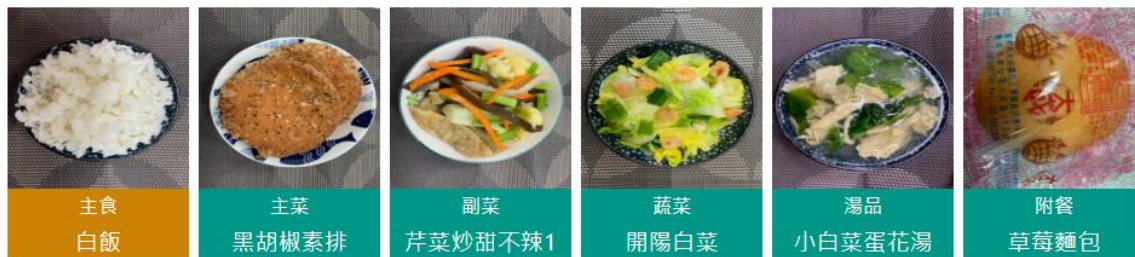 主食
白飯
主菜
黑胡椒素排
副菜
芹菜炒甜不辣1
蔬菜
開陽白菜
湯品
小白菜蛋花湯
附餐
草莓麵包